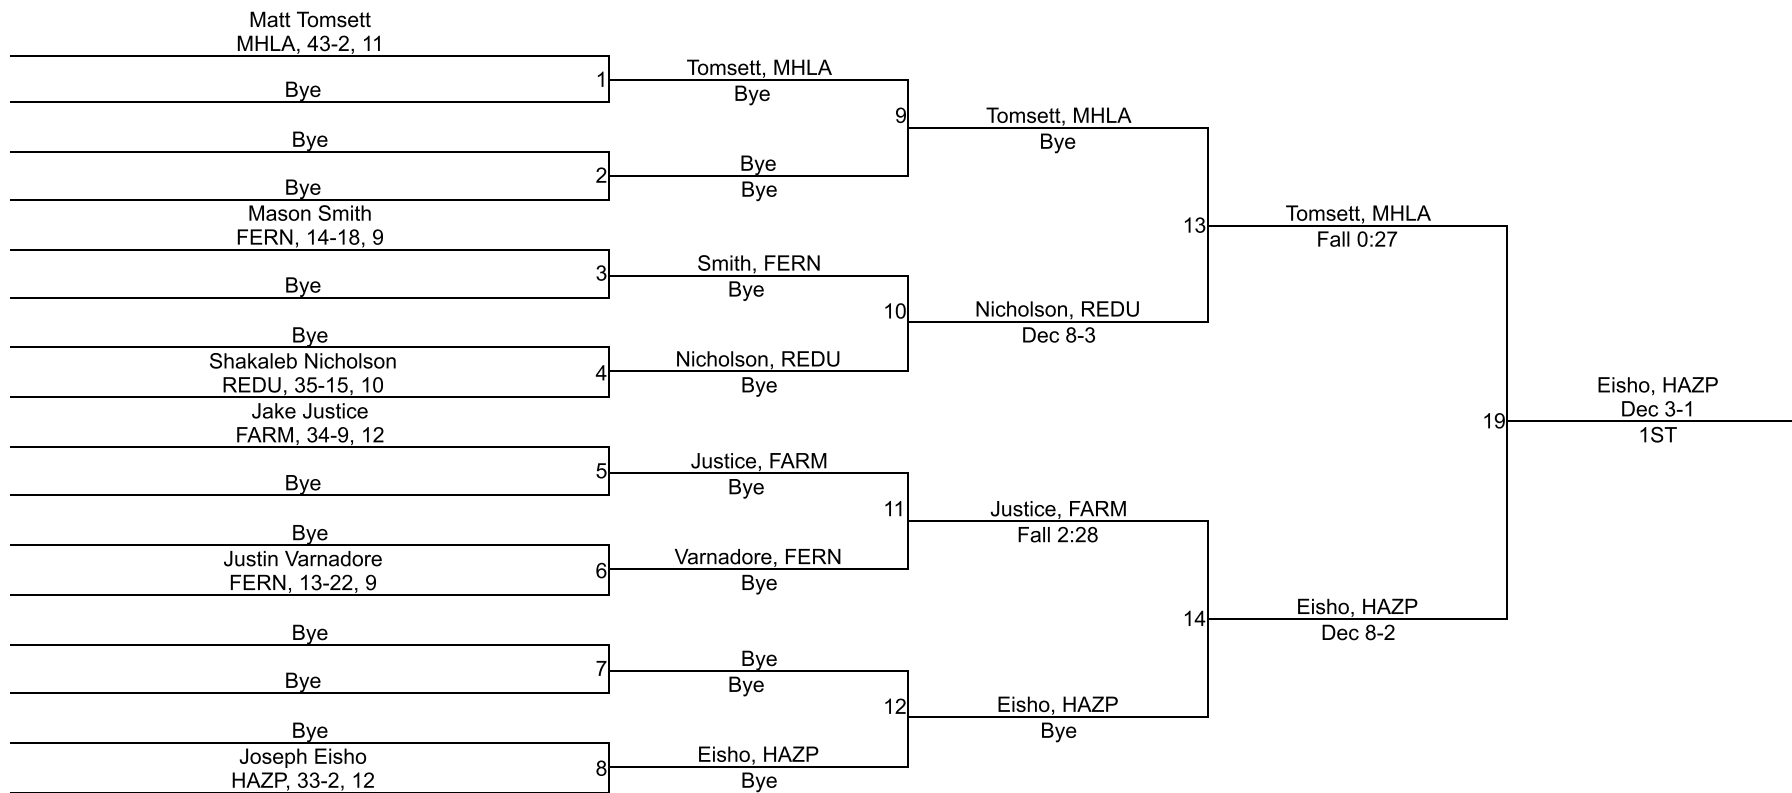 Matt Tomsett
MHLA, 43-2, 11
Bye
1
Bye
Bye
2
Mason Smith
FERN, 14-18, 9
Bye
3
Bye
Shakaleb Nicholson
REDU, 35-15, 10
4
Jake Justice
FARM, 34-9, 12
Bye
5
Bye
Justin Varnadore
FERN, 13-22, 9
6
Bye
Bye
7
Bye
Joseph Eisho
HAZP, 33-2, 12
8
Tomsett, MHLA
Bye
9
Bye
Bye
Smith, FERN
Bye
10
Nicholson, REDU
Bye
Justice, FARM
Bye
11
Varnadore, FERN
Bye
Bye
Bye
12
Eisho, HAZP
Bye
Tomsett, MHLA
Bye
13
Nicholson, REDU
Dec 8-3
Justice, FARM
Fall 2:28
14
Eisho, HAZP
Bye
Tomsett, MHLA
Fall 0:27
19
Eisho, HAZP
Dec 8-2
Eisho, HAZP
Dec 3-1
1ST